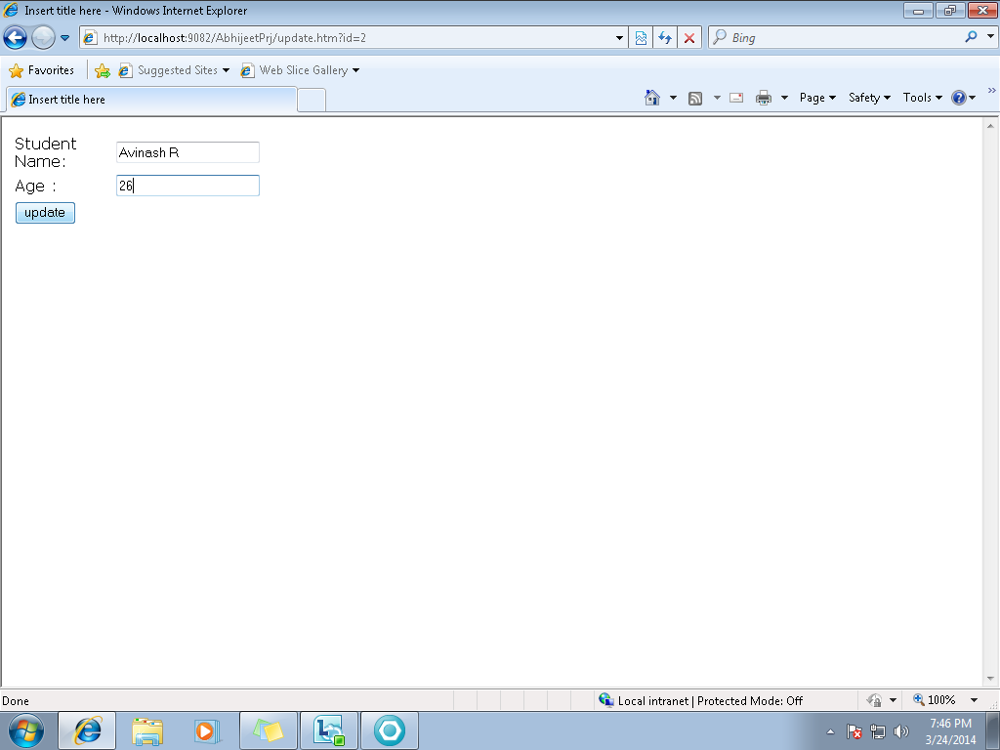 Insert title here - Windows Internet Explorer
http://localhost:9082/AbhijeetPrj/update.htm?id=2
Bing
Favorites
Suggested Sites
Web Slice Gallery
Insert title here
Page
Safety
Tools
»
Student
Name:
Avinash R
Age :
26
update
Done
Local intranet | Protected Mode: Off
100%
7:46 PM
3/24/2014